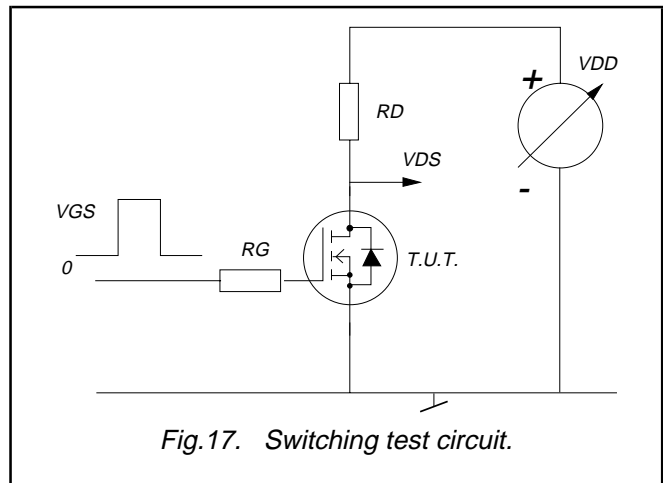 +
VDD
RD
VDS
-
VGS
RG
0
T.U.T.
Fig.17. Switching test circuit.